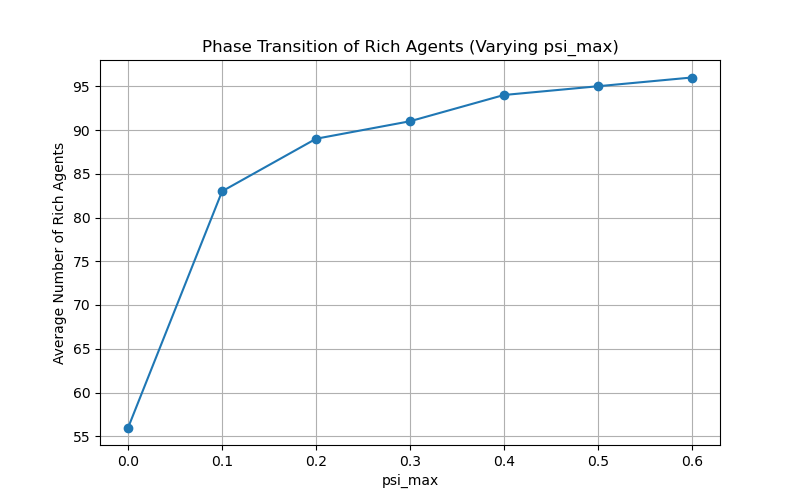 Phase Transition of Rich Agents (Varying psi_max)
Average Number of Rich Agents
95
90
85
80
75
70
65
60
55
0.0 0.1 0.2 0.3 0.4 0.5 0.6
psi_max